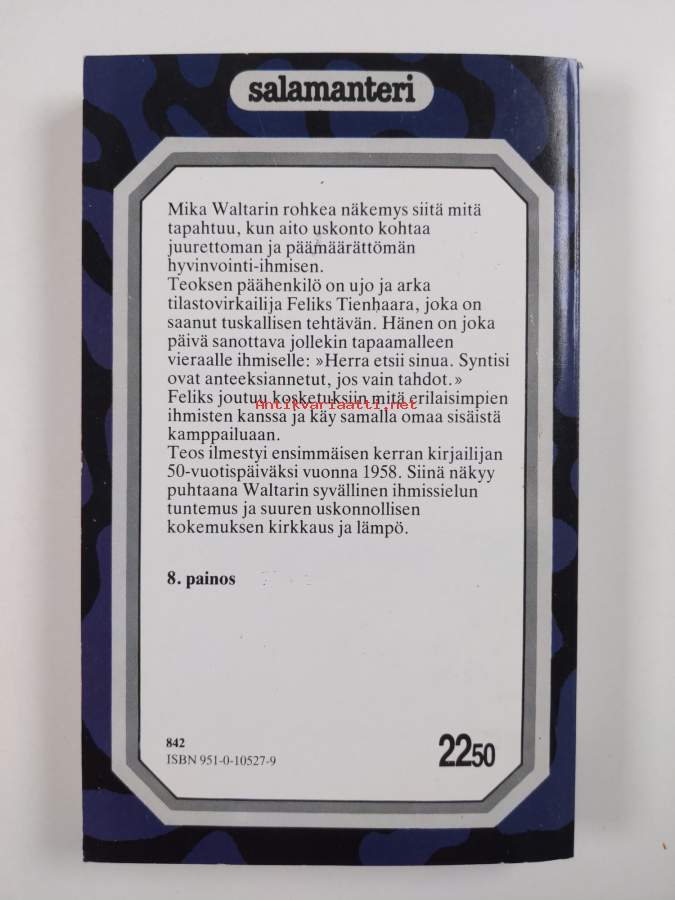 salamanteri
Mika Waltarin rohkea näkemys siitä mitä
tapahtuu, kun aito uskonto kohtaa
juurettoman ja päämäärättömän
hyvinvointi-ihmisen.
Teoksen päähenkilö on ujo ja arka
tilastovirkailija Feliks Tienhaara, joka on
saanut tuskallisen tehtävän. Hänen on joka
päivä sanottava jollekin tapaamalleen
vieraalle ihmiselle: »Herra etsii sinua. Syntisi
ovat anteeksiannetut, jos vain tahdot.»
Feliks joutuu kosketuksiin mitä erilaisimpien
Antikvariaatti.net
ihmisten kanssa ja käy samalla omaa sisäistä
kamppailuaan.
Teos ilmestyi ensimmäisen kerran kirjailijan
50-vuotispäiväksi vuonna 1958. Siinä näkyy
puhtaana Waltarin syvällinen ihmissielun
tuntemus ja suuren uskonnollisen
kokemuksen kirkkaus ja lämpö.
8. painos
842
ISBN 951-0-10527-9
2250